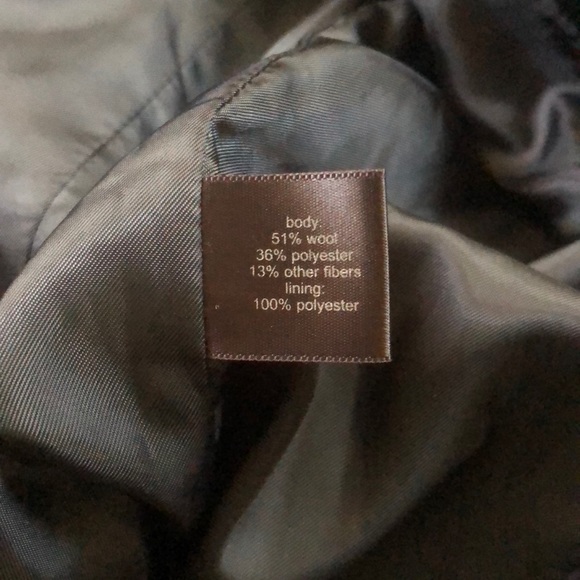 body:
51% wool
36% polyester
13% other fibers
lining:
100% polyester